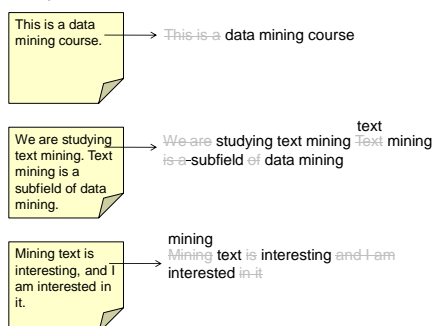 This is a data
mining course.
This is a data mining course
We are studying
text mining. Text
mining is a
subfield of data
mining.
text
We are studying text mining Text mining
is a subfield of data mining
Mining text is
interesting, and I
am interested in
it.
mining
Mining text is interesting and I am
interested in it